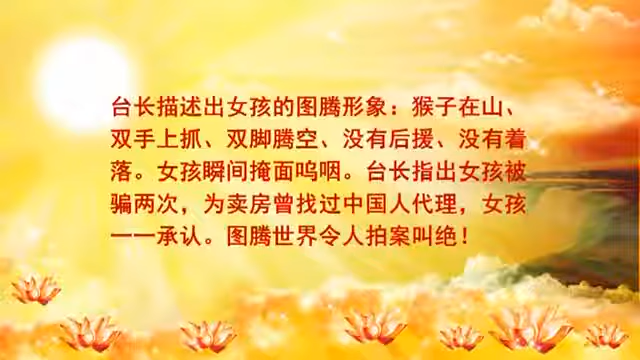 台长描述出女孩的图腾形象：猴子在山、
双手上抓、双脚腾空、没有后援、没有着
落。女孩瞬间掩面呜咽。台长指出女孩被
骗两次，为卖房曾找过中国人代理，女孩
一一承认。图腾世界令人拍案叫绝！